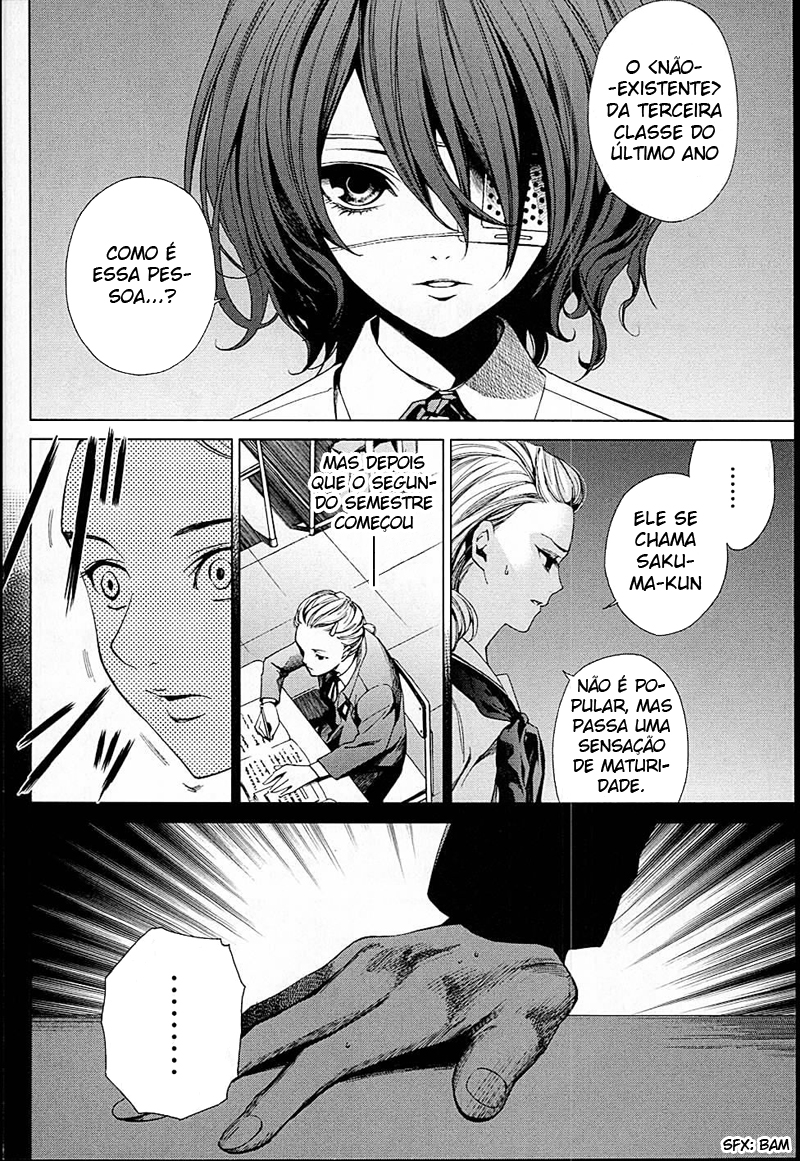 O <NÃO-
-EXISTENTE>
DA TERCEIRA
CLASSE DO
ÚLTIMO ANO
COMO É
ESSA PES-
SOA...?
......
ELE SE
CHAMA
SAKU-
MA-KUN
NÃO É PO-
PULAR, MAS
PASSA UMA
SENSAÇÃO
DE MATURI-
DADE.
MAS DEPOIS
QUE O SEGUN-
DO SEMESTRE
COMEÇOU
........
SFX: BAM